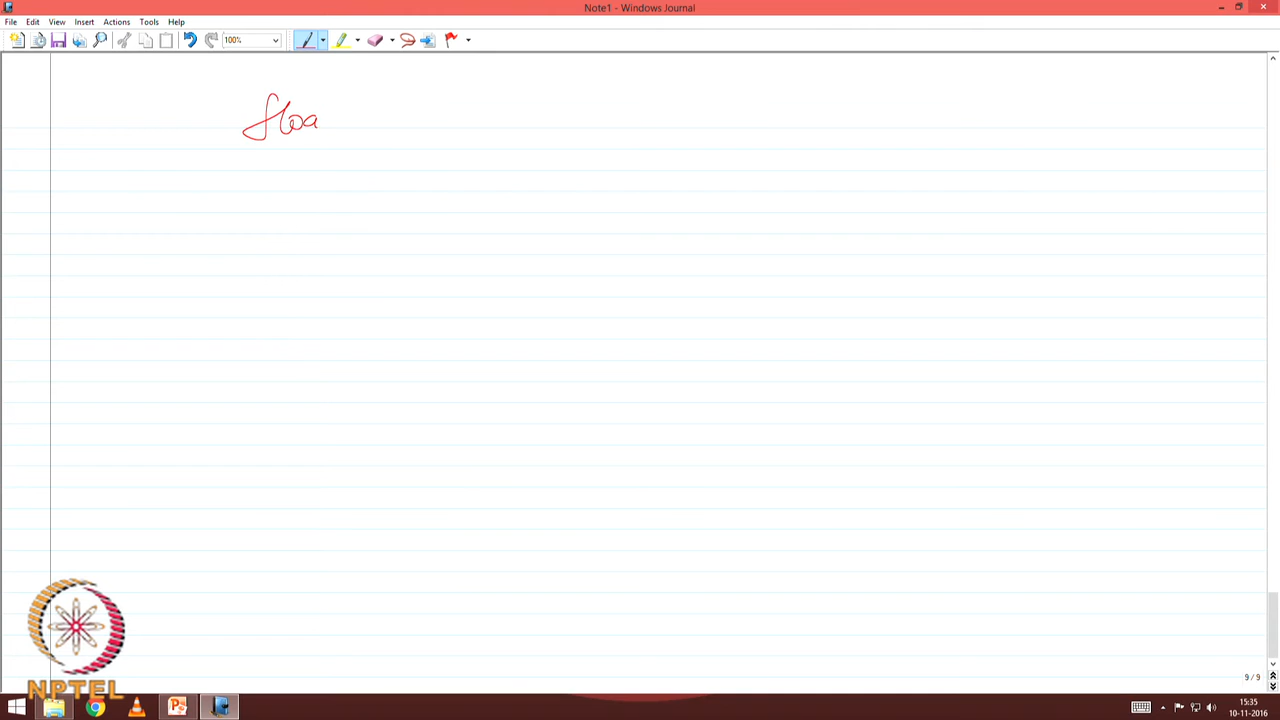 Note1 - Windows Journal
File Edit View Insert Actions Tools Help
100%
floa
9 / 9
NPTEL
15:35
10-11-2016